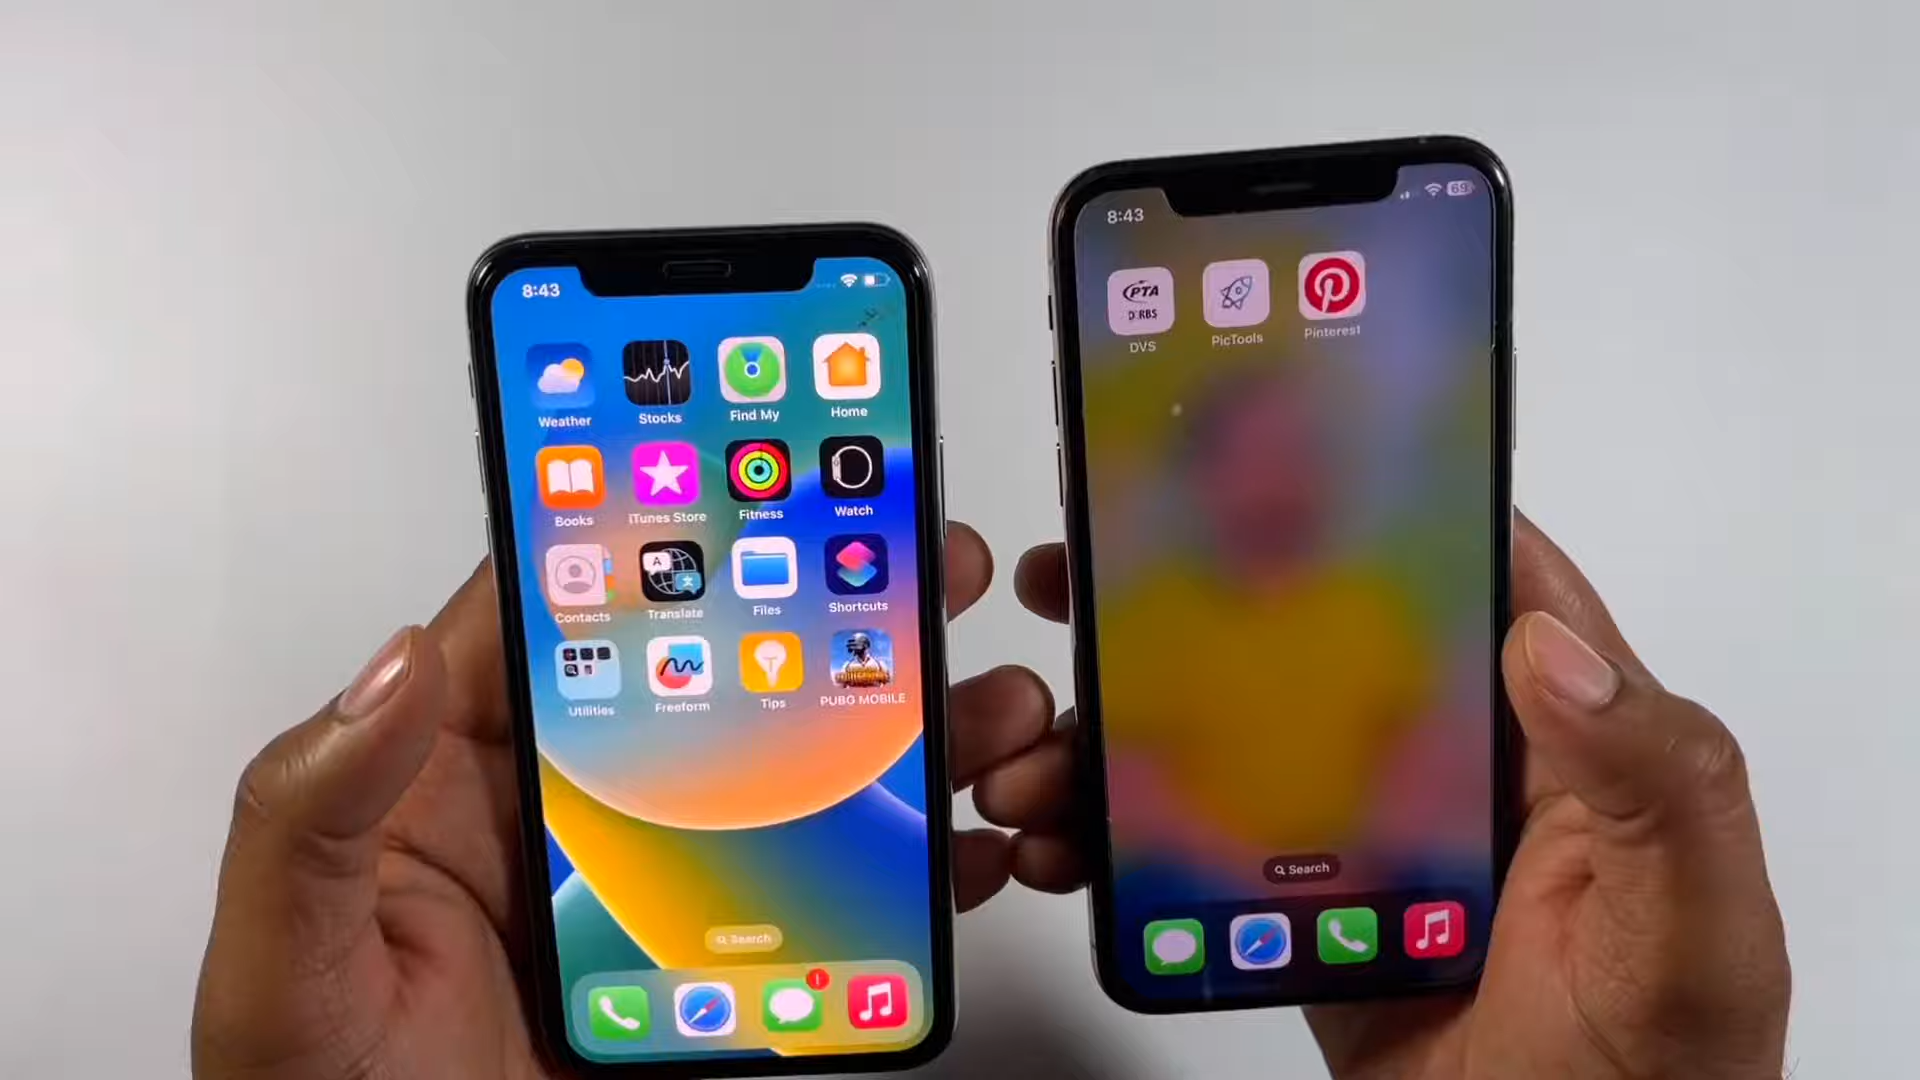 8:43
Weather Stocks Find My Home
Books iTunes Store Fitness Watch
A
Contacts Translate Files Shortcuts
T
Utilities Freeform Tips PUBG MOBILE
Search
8:43 69
PTA
DIRBS
DVS PicTools Pinterest
Search